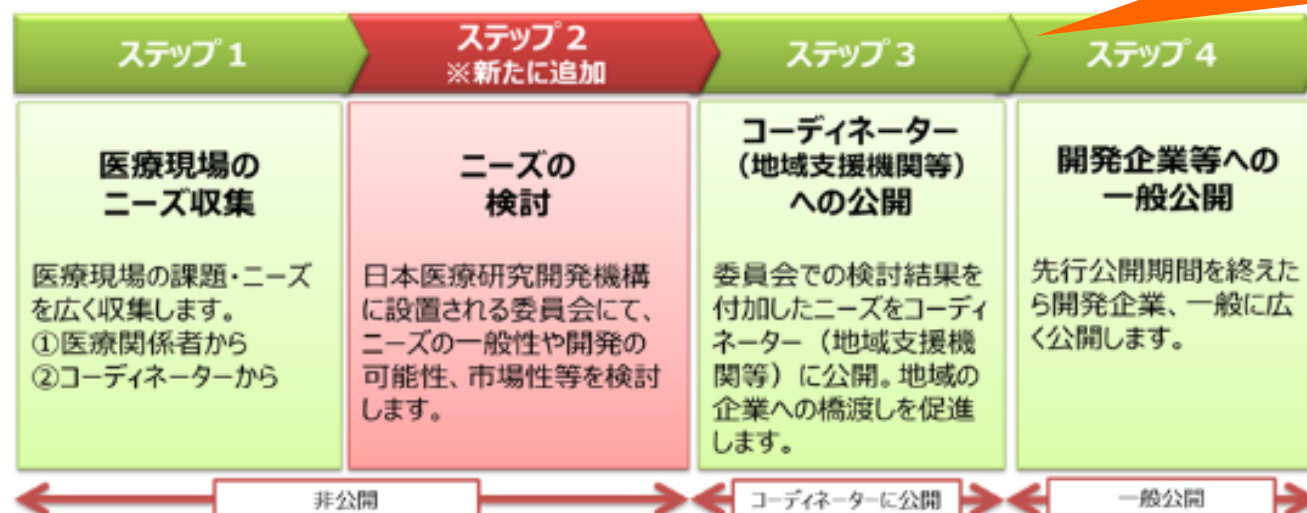 ステップ１
ステップ２
※新たに追加
ステップ３
ステップ４
医療現場の
ニーズ収集
医療現場の課題・ニーズ
を広く収集します。
①医療関係者から
②コーディネーターから
ニーズの
検討
日本医療研究開発機構
に設置される委員会にて、
ニーズの一般性や開発の
可能性、市場性等を検討
します。
コーディネーター
（地域支援機関等）
への公開
委員会での検討結果を
付加したニーズをコーディ
ネーター（地域支援機
関等）に公開。地域の
企業への橋渡しを促進
します。
開発企業等への
一般公開
先行公開期間を終えた
ら開発企業、一般に広
く公開します。
非公開
コーディネーターに公開
一般公開